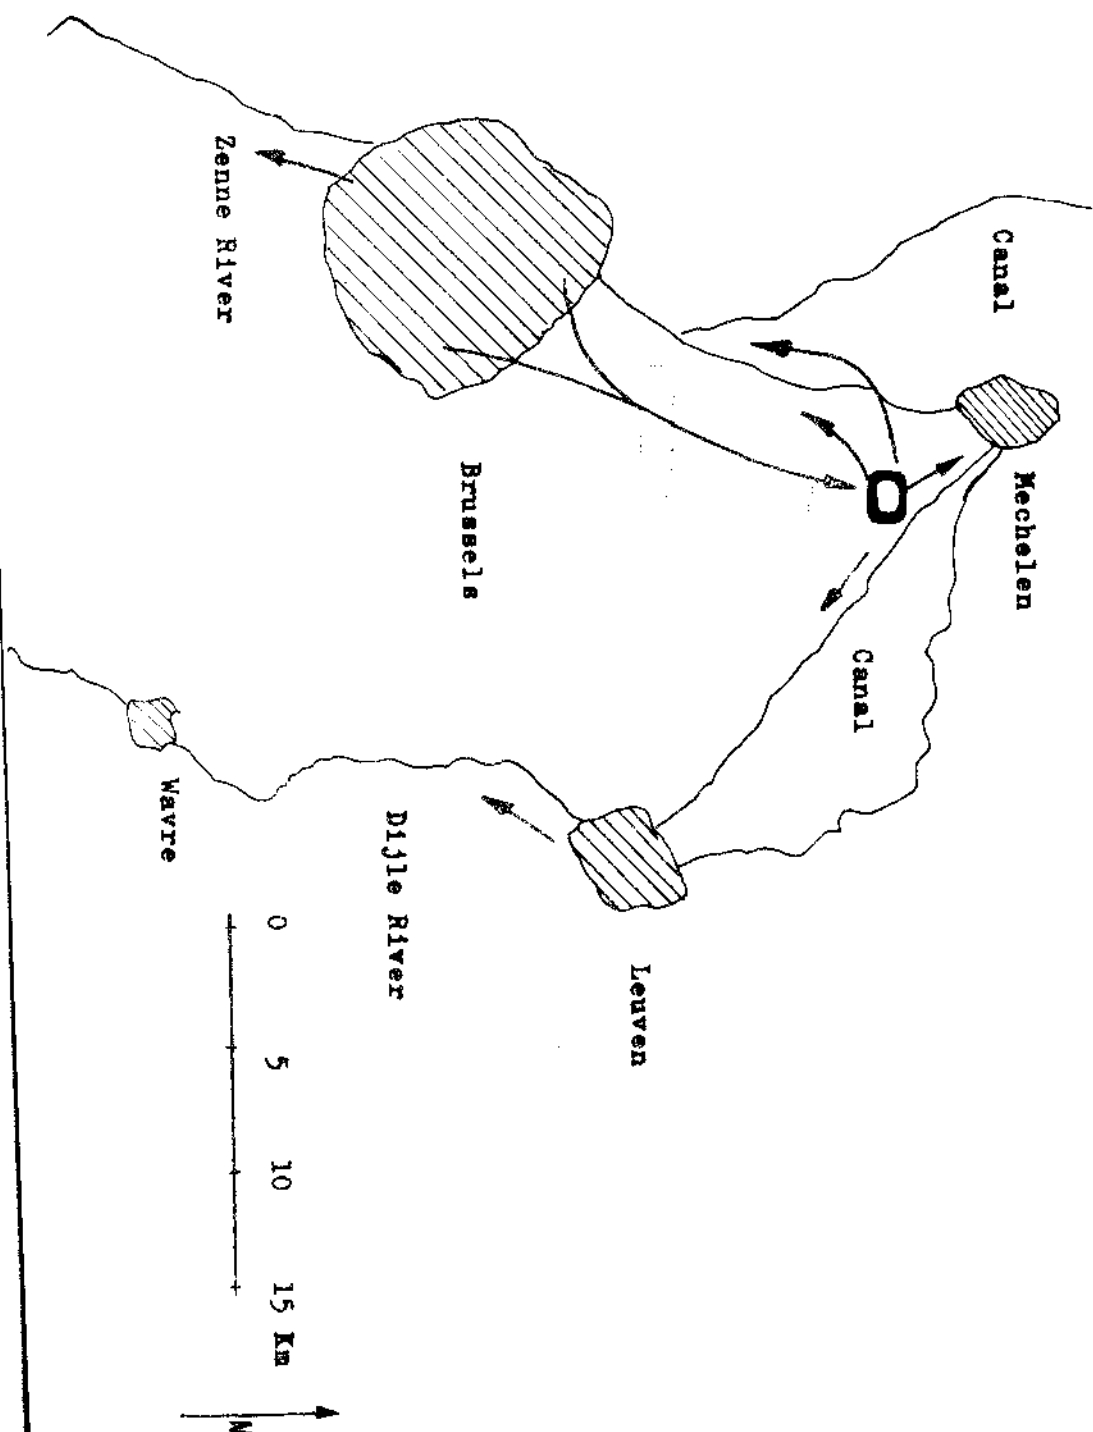 Canal
Mechelen
Canal
Leuven
Brussels
Dijle River
Zenne River
Wavre
0 5 10 15 Km
N